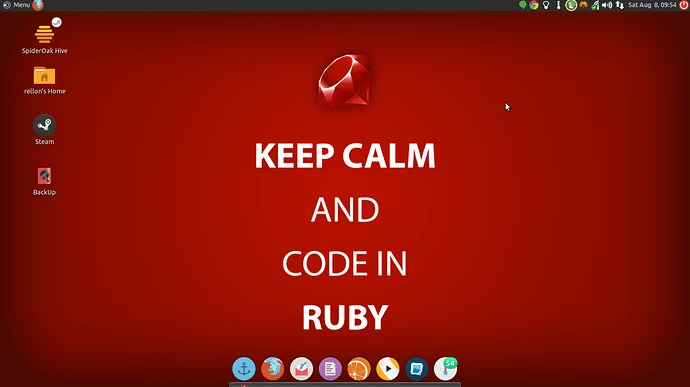 Menu
Sat Aug 8, 09:54
SpiderOak Hive
rellon's Home
Steam
BackUp
KEEP CALM
AND
CODE IN
RUBY
54